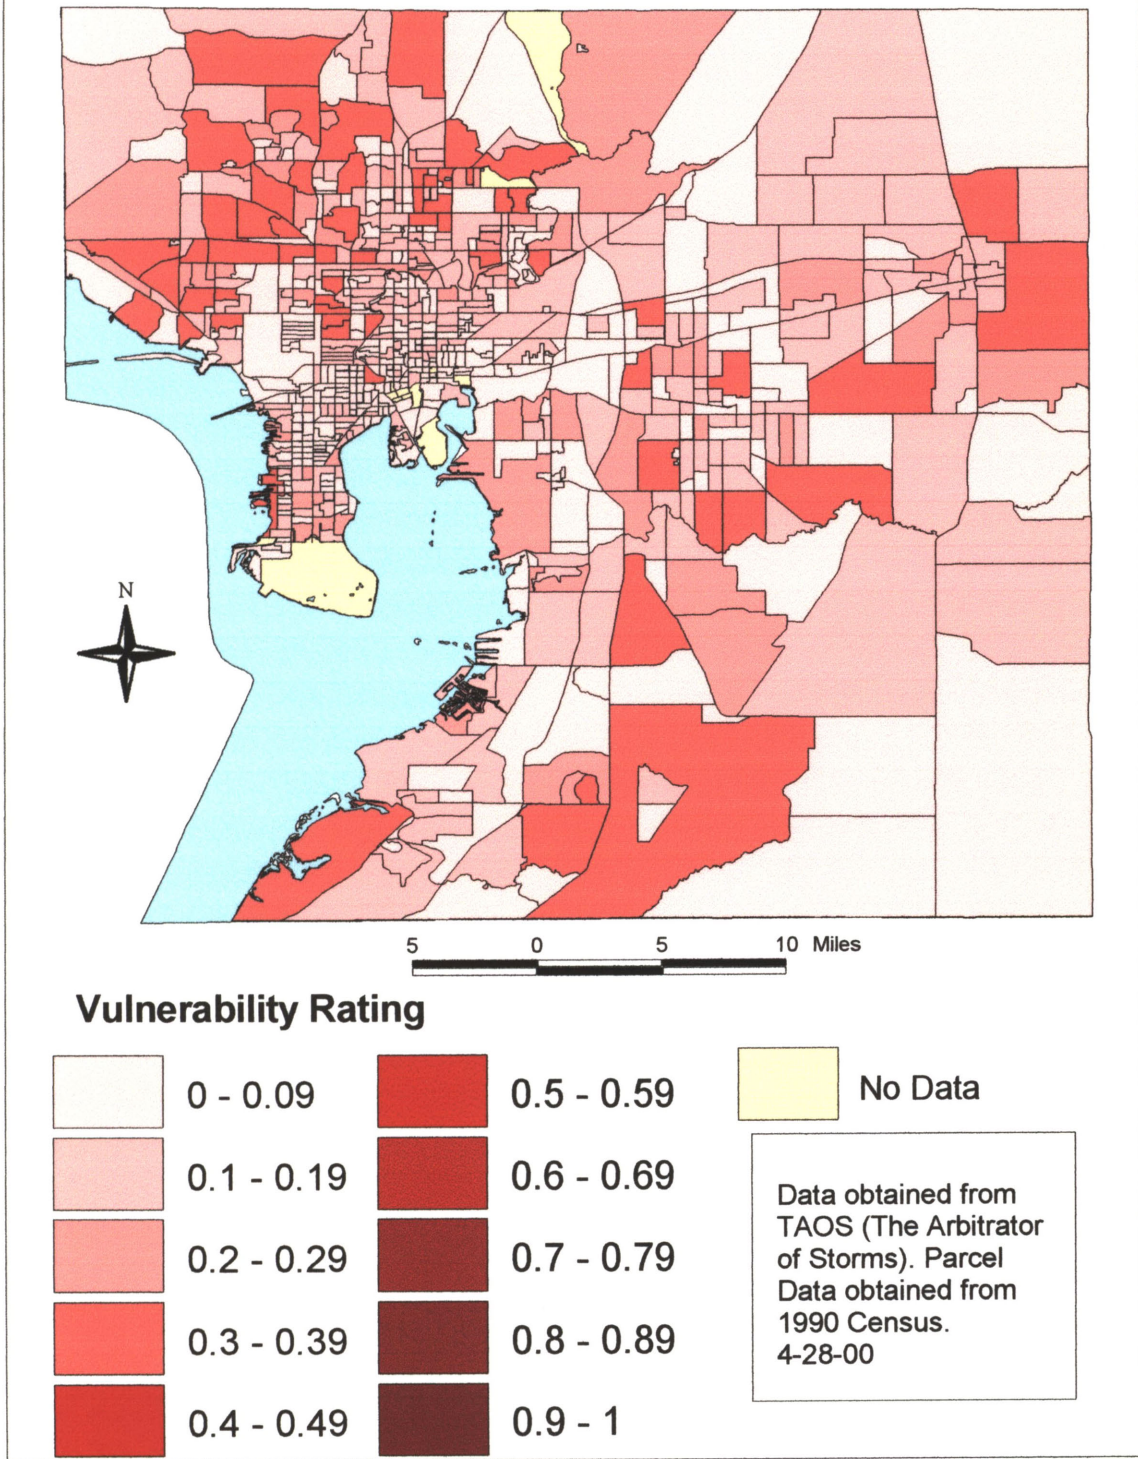 N
5 0 5 10 Miles
Vulnerability Rating
0 - 0.09
0.1 - 0.19
0.2 - 0.29
0.3 - 0.39
0.4 - 0.49
0.5 - 0.59
0.6 - 0.69
0.7 - 0.79
0.8 - 0.89
0.9 - 1
No Data
Data obtained from
TAOS (The Arbitrator
of Storms). Parcel
Data obtained from
1990 Census.
4-28-00